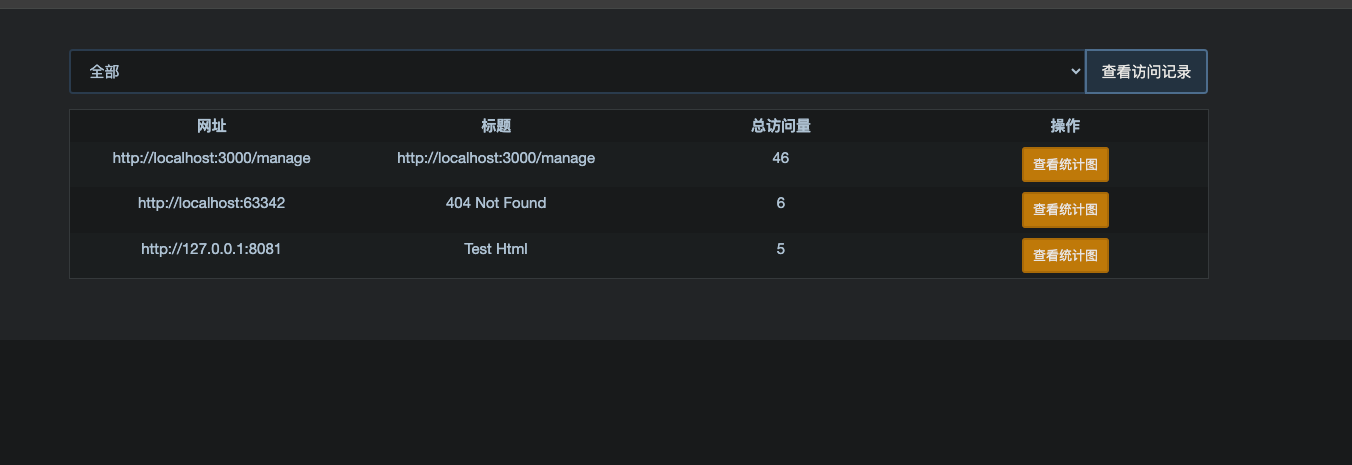 全部 查看访问记录
网址 标题 总访问量 操作
http://localhost:3000/manage http://localhost:3000/manage 46 查看统计图
http://localhost:63342 404 Not Found 6 查看统计图
http://127.0.0.1:8081 Test Html 5 查看统计图